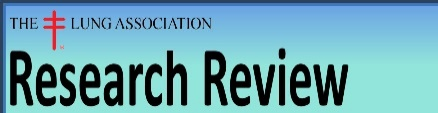 THE LUNG ASSOCIATION
Research Review